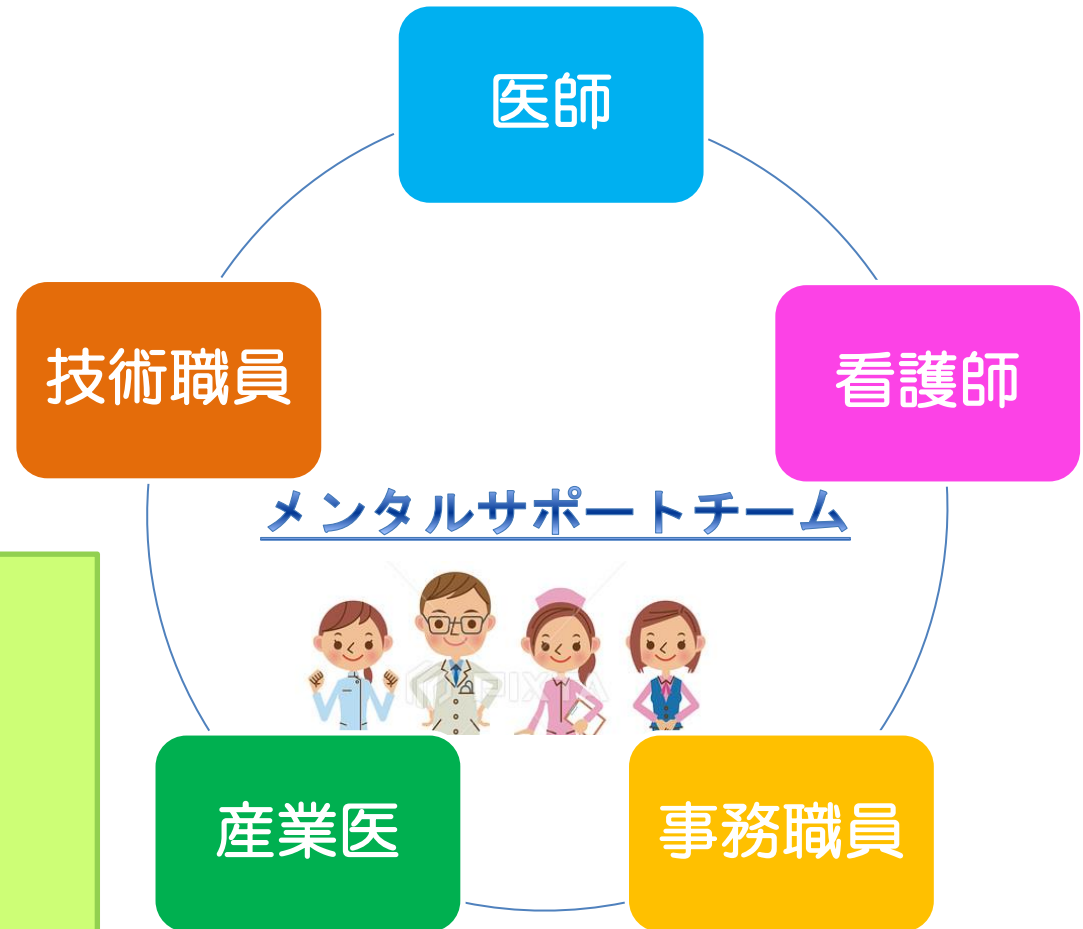 医師
技術職員
看護師
メンタルサポートチーム
産業医
事務職員